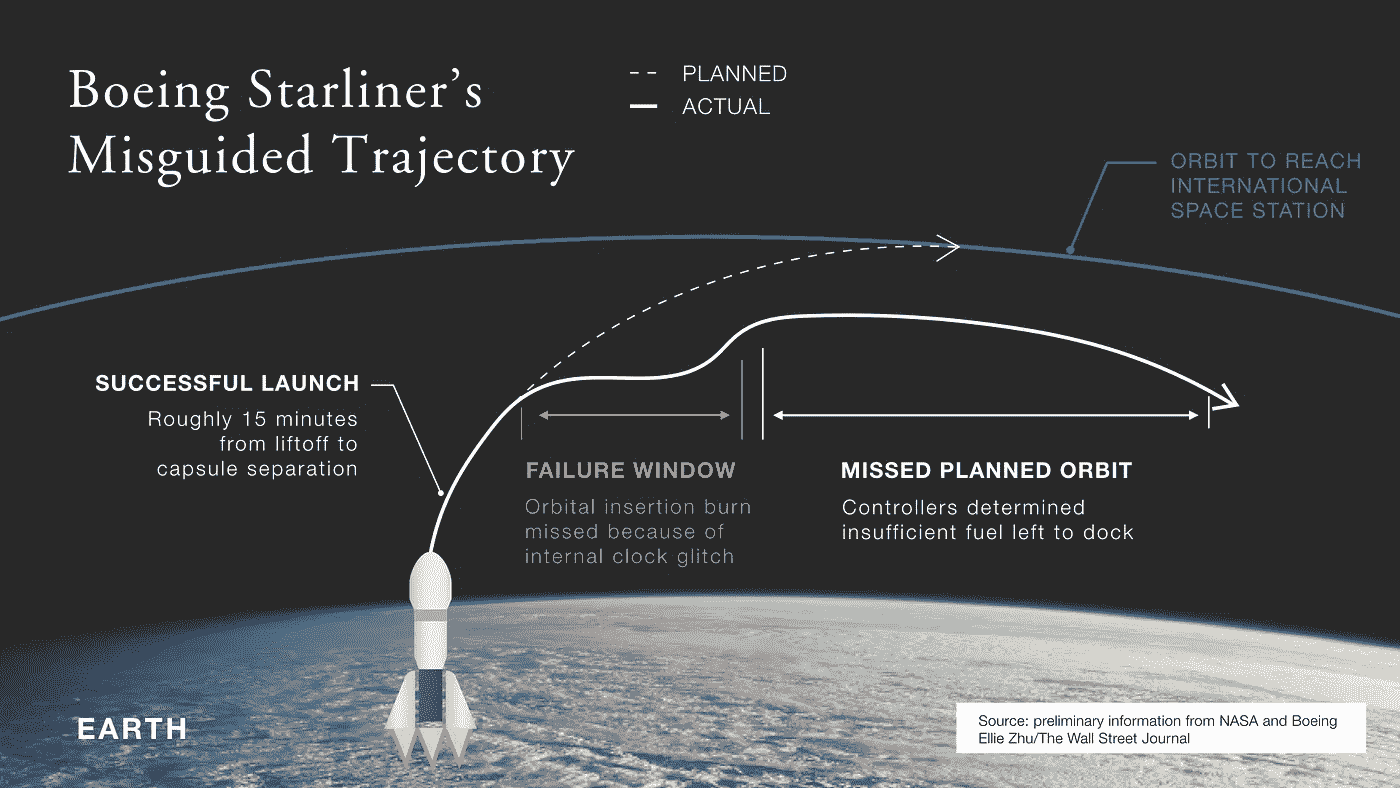 Boeing Starliner’s
Misguided Trajectory
PLANNED
ACTUAL
ORBIT TO REACH
INTERNATIONAL
SPACE STATION
SUCCESSFUL LAUNCH
Roughly 15 minutes
from liftoff to
capsule separation
FAILURE WINDOW
Orbital insertion burn
missed because of
internal clock glitch
MISSED PLANNED ORBIT
Controllers determined
insufficient fuel left to dock
EARTH
Source: preliminary information from NASA and Boeing
Ellie Zhu/The Wall Street Journal